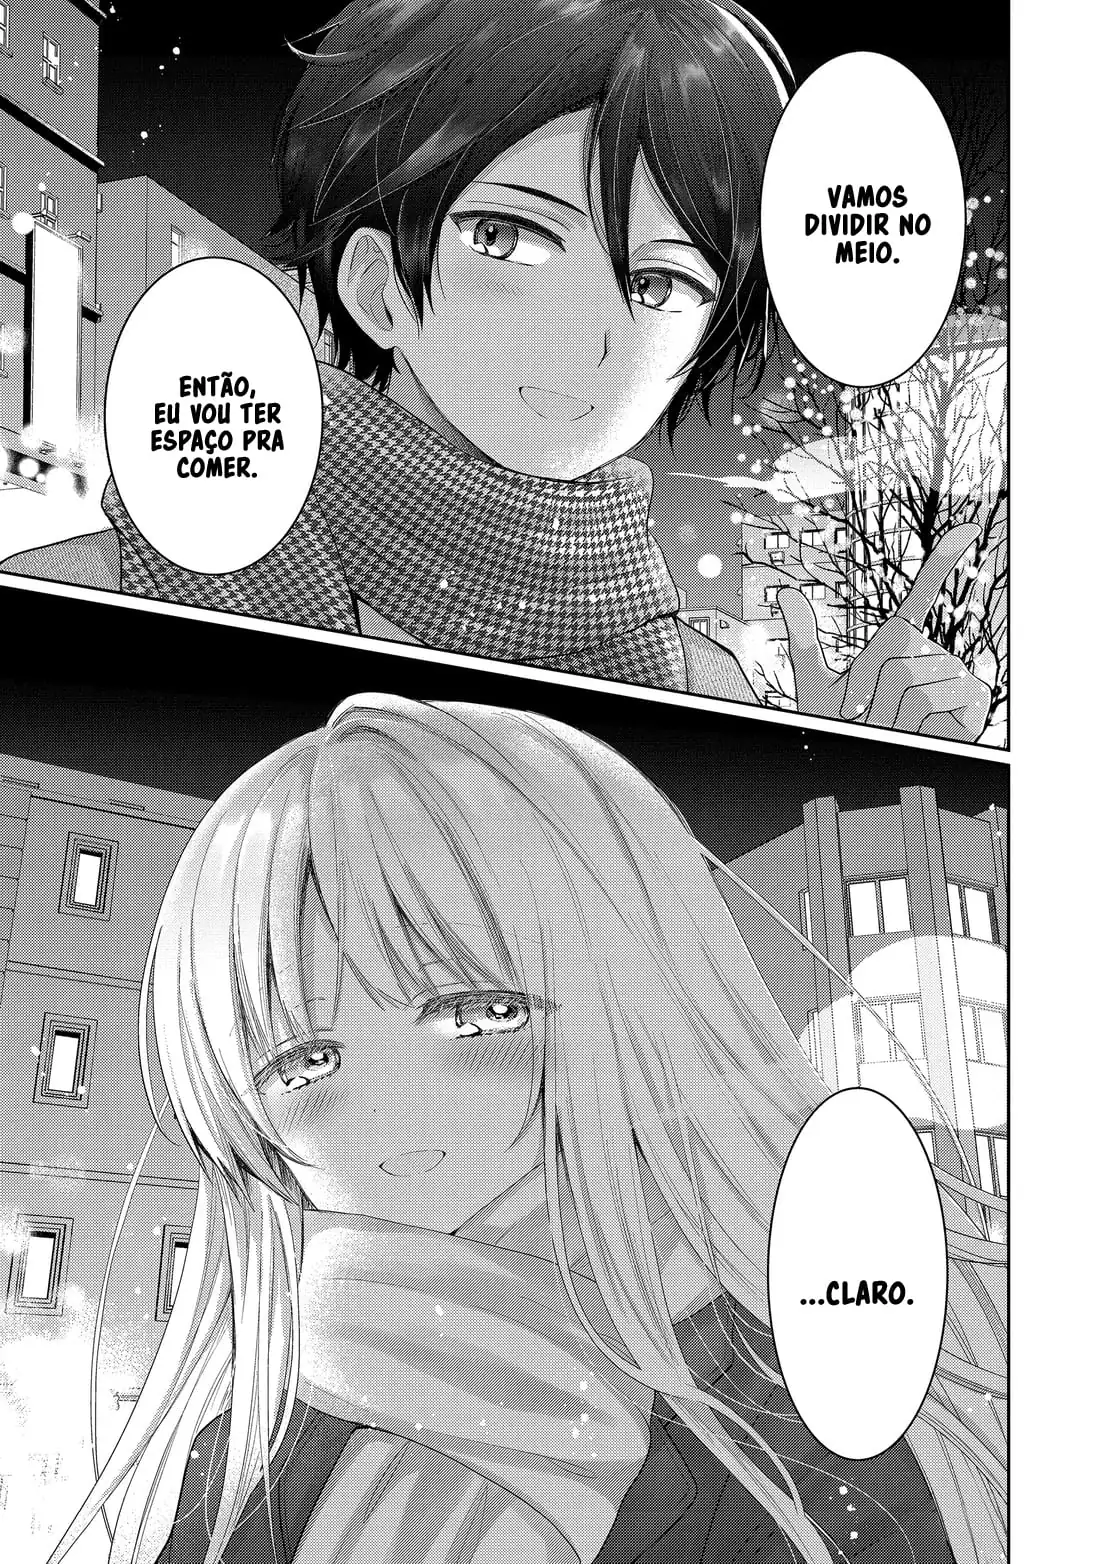 VAMOS
DIVIDIR NO
MEIO.
ENTÃO,
EU VOU TER
ESPAÇO PRA
COMER.
...CLARO.